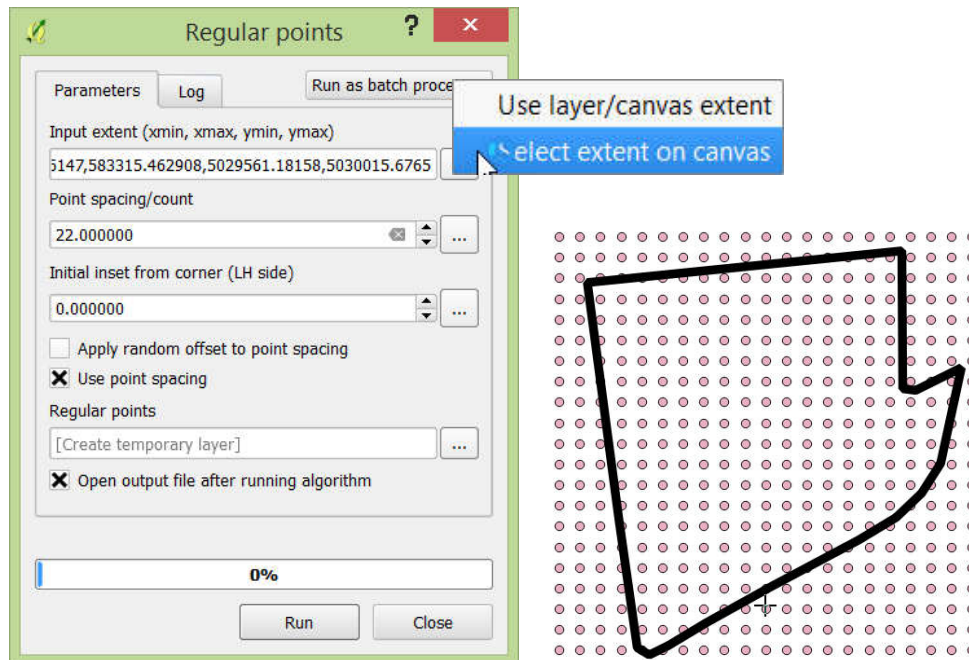 Regular points ? ×
Parameters Log Run as batch proce
Use layer/canvas extent
elect extent on canvas
Input extent (xmin, xmax, ymin, ymax)
5147,583315.462908,5029561.18158,5030015.6765
Point spacing/count
22.000000 ...
Initial inset from corner (LH side)
0.000000 ...
Apply random offset to point spacing
Use point spacing
Regular points
[Create temporary layer] ...
Open output file after running algorithm
0%
Run Close